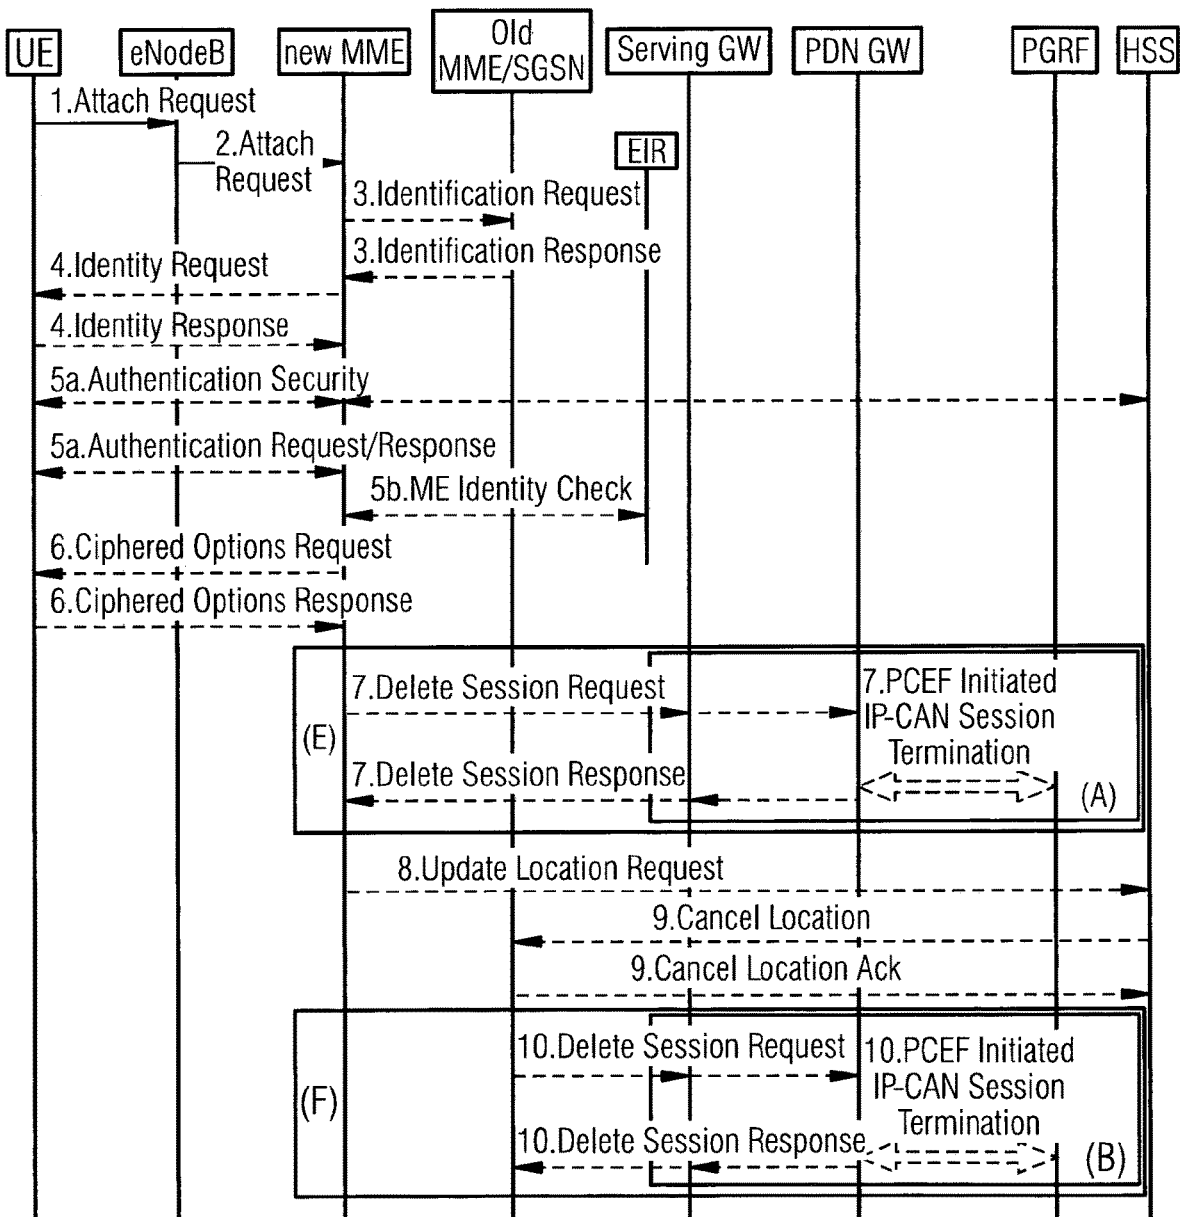 UE
eNodeB
new MME
Old
MME/SGSN
Serving GW
PDN GW
PGRF
HSS
1.Attach Request
2.Attach
Request
EIR
3.Identification Request
3.Identification Response
4.Identity Request
4.Identity Response
5a.Authentication Security
5a.Authentication Request/Response
5b.ME Identity Check
6.Ciphered Options Request
6.Ciphered Options Response
7.Delete Session Request
7.PCEF Initiated
IP-CAN Session
Termination
(E)
7.Delete Session Response
(A)
8.Update Location Request
9.Cancel Location
9.Cancel Location Ack
10.Delete Session Request
10.PCEF Initiated
IP-CAN Session
Termination
(F)
10.Delete Session Response
(B)